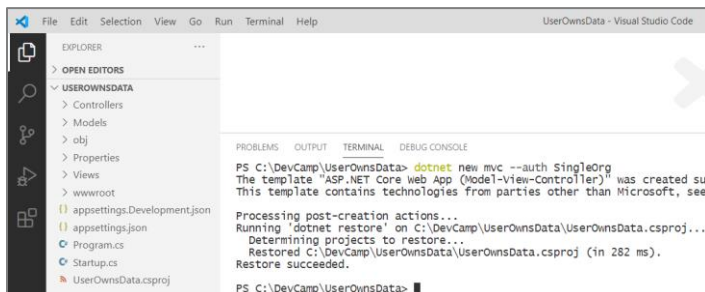 File Edit Selection View Go Run Terminal Help UserOwnsData - Visual Studio Code
EXPLORER ...
OPEN EDITORS
USEROWNSDATA
Controllers
Models
obj
Properties
Views
wwwroot
{} appsettings.Development.json
{} appsettings.json
C# Program.cs
C# Startup.cs
UserOwnsData.csproj
PROBLEMS OUTPUT TERMINAL DEBUG CONSOLE
PS C:\DevCamp\UserOwnsData> dotnet new mvc --auth SingleOrg
The template "ASP.NET Core Web App (Model-View-Controller)" was created su
This template contains technologies from parties other than Microsoft, see
Processing post-creation actions...
Running 'dotnet restore' on C:\DevCamp\UserOwnsData\UserOwnsData.csproj...
Determining projects to restore...
Restored C:\DevCamp\UserOwnsData\UserOwnsData.csproj (in 282 ms).
Restore succeeded.
PS C:\DevCamp\UserOwnsData>